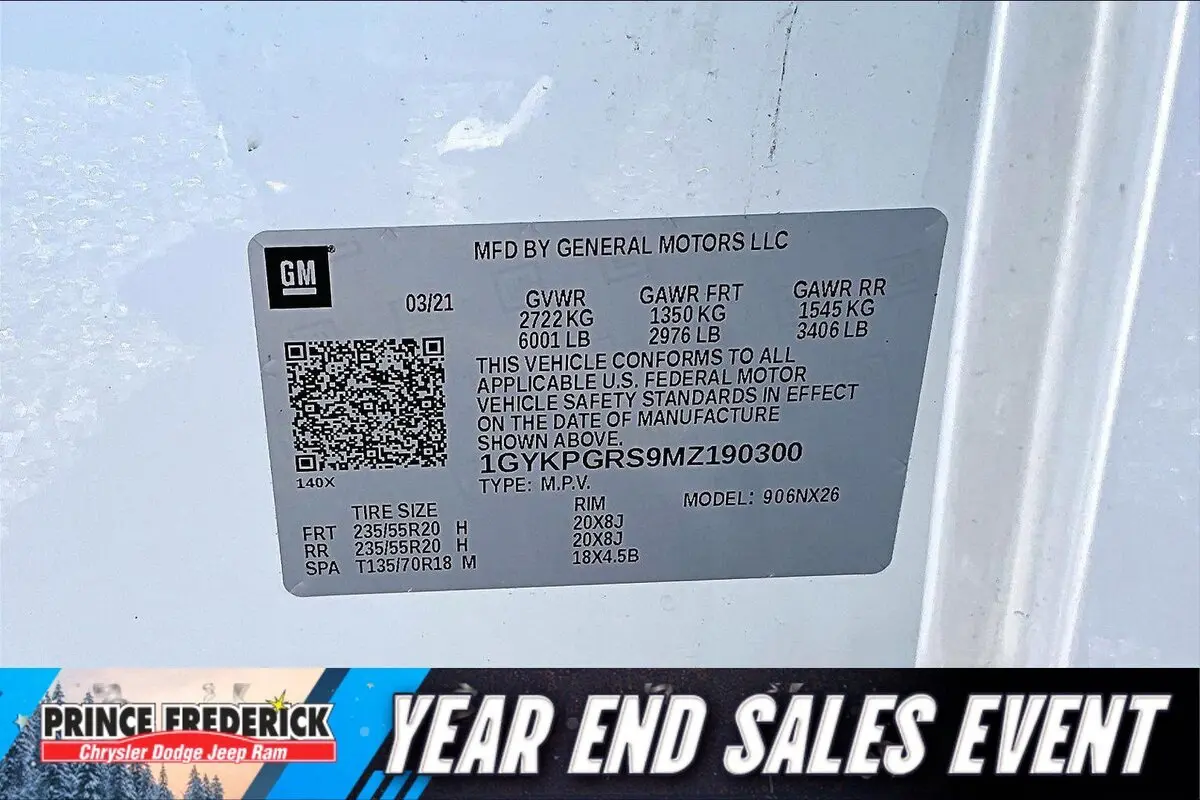 MFD BY GENERAL MOTORS LLC
GM®
03/21
GVWR GAWR FRT GAWR RR
2722 KG 1350 KG 1545 KG
6001 LB 2976 LB 3406 LB
THIS VEHICLE CONFORMS TO ALL
APPLICABLE U.S. FEDERAL MOTOR
VEHICLE SAFETY STANDARDS IN EFFECT
ON THE DATE OF MANUFACTURE
SHOWN ABOVE.
1GYKPGRS9MZ190300
140X
TYPE: M.P.V.
MODEL: 906NX26
TIRE SIZE RIM
FRT 235/55R20 H 20X8J
RR 235/55R20 H 20X8J
SPA T135/70R18 M 18X4.5B
PRINCE FREDERICK
Chrysler Dodge Jeep Ram
YEAR END SALES EVENT